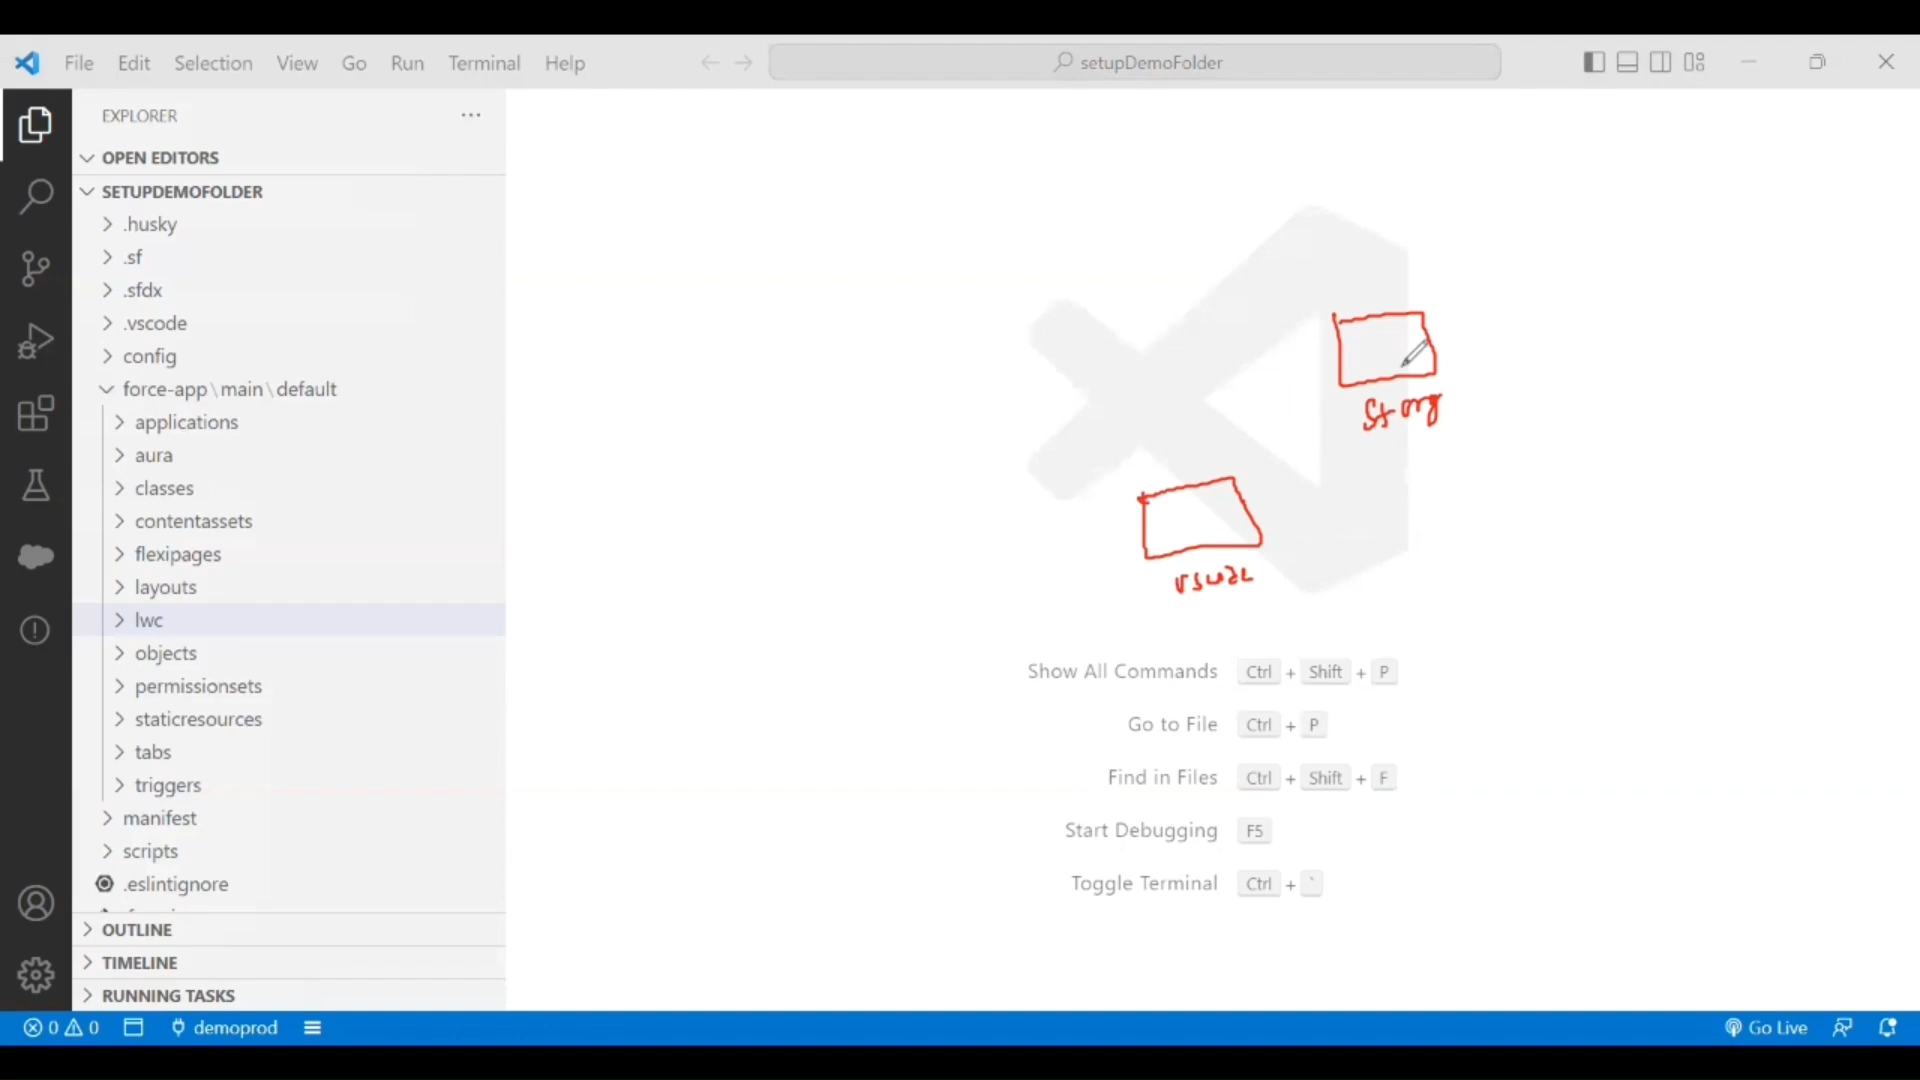 File Edit Selection View Go Run Terminal Help
setupDemoFolder
EXPLORER
OPEN EDITORS
SETUPDEMOFOLDER
.husky
.sf
.sfdx
.vscode
config
force-app\main\default
applications
aura
classes
contentassets
flexipages
layouts
lwc
objects
permissionsets
staticresources
tabs
triggers
manifest
scripts
.eslintignore
OUTLINE
TIMELINE
RUNNING TASKS
Sf org
Show All Commands Ctrl + Shift + P
Go to File Ctrl + P
Find in Files Ctrl + Shift + F
Start Debugging F5
Toggle Terminal Ctrl + `
0 0 demoprod
Go Live